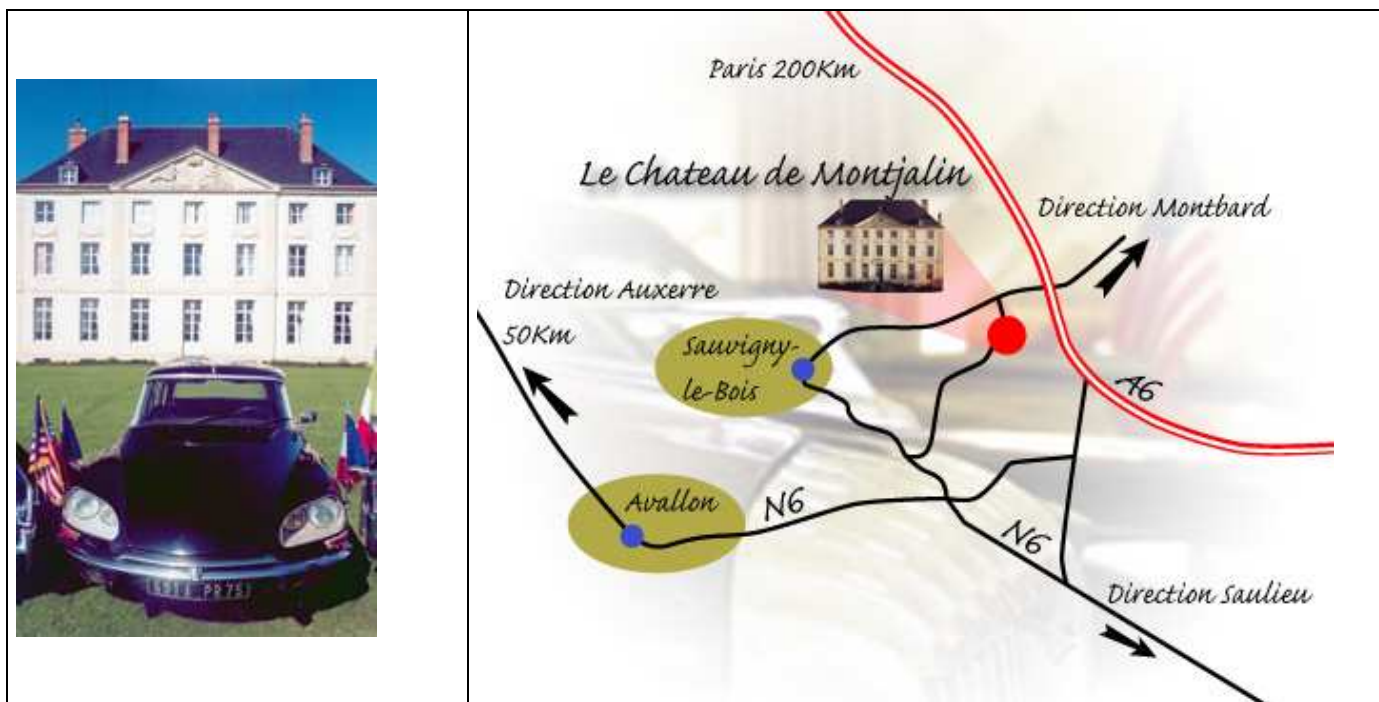 Paris 200Km
Le Chateau de Montjalin
Direction Montbard
Direction Auxerre
50Km
Sauvigny-
le-Bois
A6
Avallon
N6
N6
Direction Saulieu
PR75